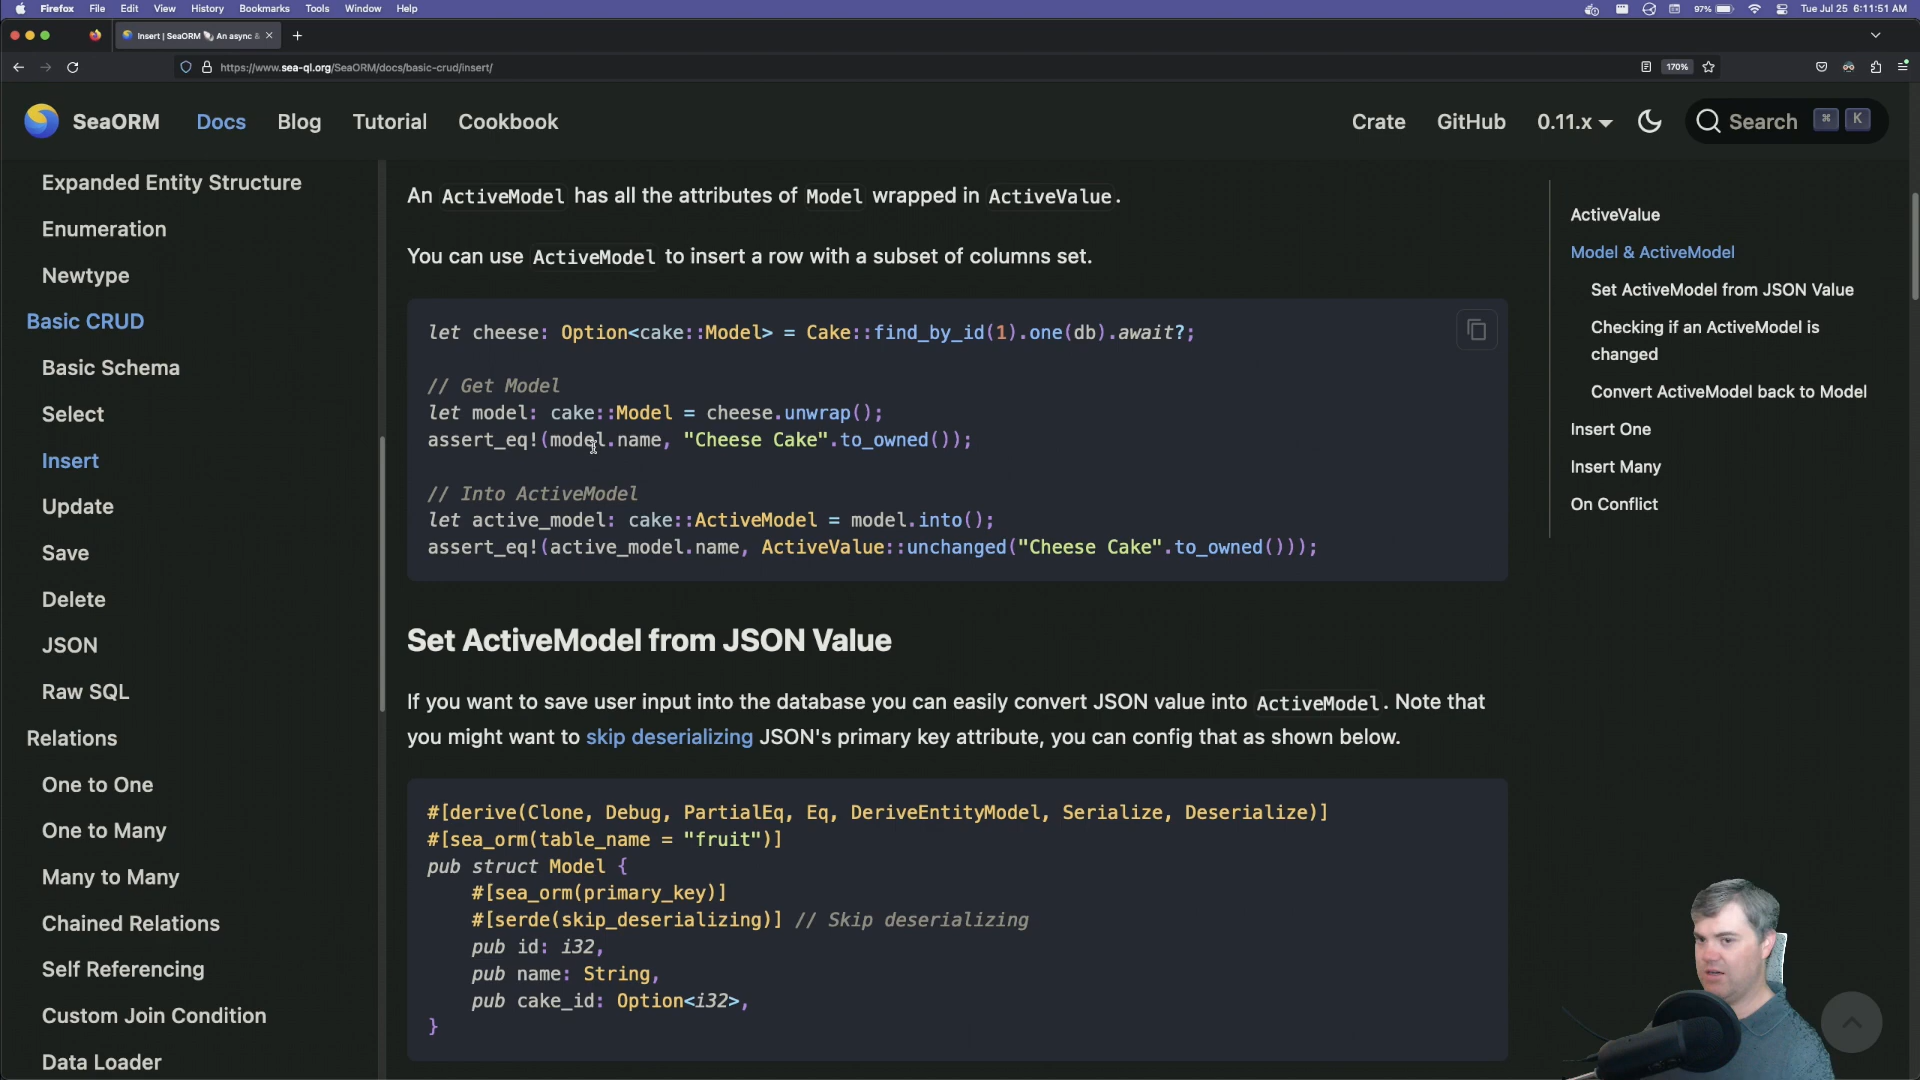 Firefox File Edit View History Bookmarks Tools Window Help
97% Tue Jul 25 6:11:51 AM
Insert | SeaORM 🐚 An async &
https://www.sea-ql.org/SeaORM/docs/basic-crud/insert/
170%
SeaORM Docs Blog Tutorial Cookbook
Crate GitHub 0.11.x Search ⌘ K
Expanded Entity Structure
Enumeration
Newtype
Basic CRUD
Basic Schema
Select
Insert
Update
Save
Delete
JSON
Raw SQL
Relations
One to One
One to Many
Many to Many
Chained Relations
Self Referencing
Custom Join Condition
Data Loader
An ActiveModel has all the attributes of Model wrapped in ActiveValue.
You can use ActiveModel to insert a row with a subset of columns set.
let cheese: Option<cake::Model> = Cake::find_by_id(1).one(db).await?;
// Get Model
let model: cake::Model = cheese.unwrap();
assert_eq!(model.name, "Cheese Cake".to_owned());
// Into ActiveModel
let active_model: cake::ActiveModel = model.into();
assert_eq!(active_model.name, ActiveValue::unchanged("Cheese Cake".to_owned()));
Set ActiveModel from JSON Value
If you want to save user input into the database you can easily convert JSON value into ActiveModel. Note that
you might want to skip deserializing JSON's primary key attribute, you can config that as shown below.
#[derive(Clone, Debug, PartialEq, Eq, DeriveEntityModel, Serialize, Deserialize)]
#[sea_orm(table_name = "fruit")]
pub struct Model {
#[sea_orm(primary_key)]
#[serde(skip_deserializing)] // Skip deserializing
pub id: i32,
pub name: String,
pub cake_id: Option<i32>,
}
ActiveValue
Model & ActiveModel
Set ActiveModel from JSON Value
Checking if an ActiveModel is
changed
Convert ActiveModel back to Model
Insert One
Insert Many
On Conflict